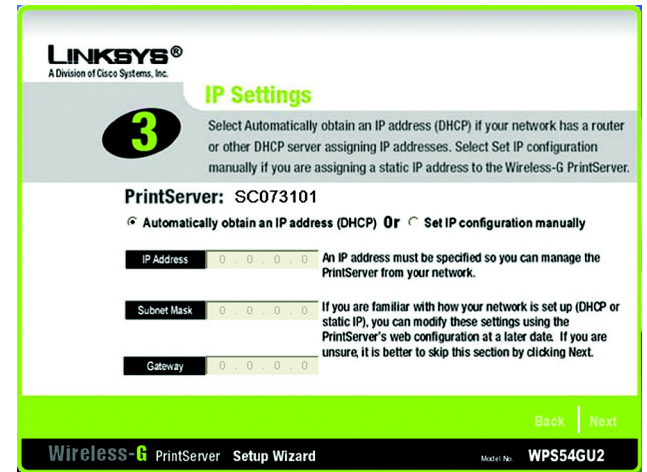 LINKSYS®
A Division of Cisco Systems, Inc.
IP Settings
3
Select Automatically obtain an IP address (DHCP) if your network has a router
or other DHCP server assigning IP addresses. Select Set IP configuration
manually if you are assigning a static IP address to the Wireless-G PrintServer.
PrintServer: SC073101
Automatically obtain an IP address (DHCP) Or Set IP configuration manually
IP Address 0 . 0 . 0 . 0 An IP address must be specified so you can manage the
PrintServer from your network.
Subnet Mask 0 . 0 . 0 . 0 If you are familiar with how your network is set up (DHCP or
static IP), you can modify these settings using the
PrintServer's web configuration at a later date. If you are
unsure, it is better to skip this section by clicking Next.
Gateway 0 . 0 . 0 . 0
Back Next
Wireless-G PrintServer Setup Wizard Model No. WPS54GU2